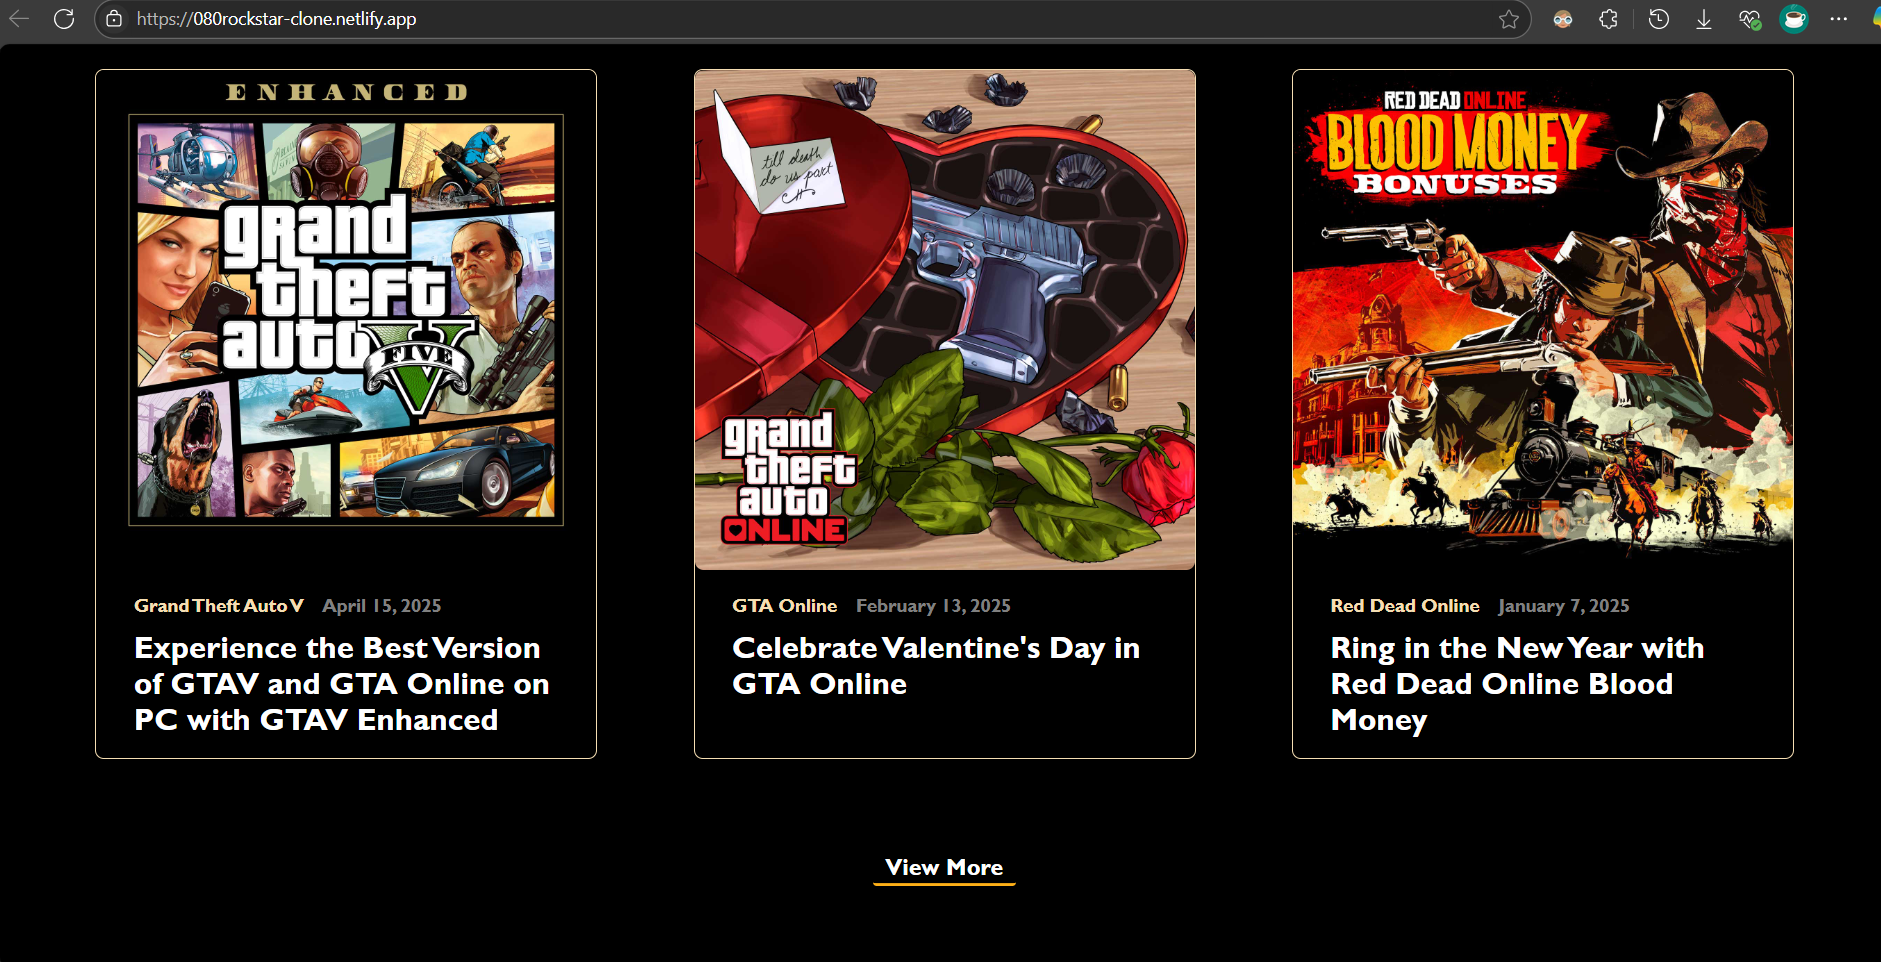 https://080rockstar-clone.netlify.app
ENHANCED
grand
theft
auto
FIVE
till death
do us part
grand
theft
auto
ONLINE
RED DEAD ONLINE
BLOOD MONEY
BONUSES
Grand Theft Auto V April 15, 2025
Experience the Best Version
of GTAV and GTA Online on
PC with GTAV Enhanced
GTA Online February 13, 2025
Celebrate Valentine's Day in
GTA Online
Red Dead Online January 7, 2025
Ring in the New Year with
Red Dead Online Blood
Money
View More